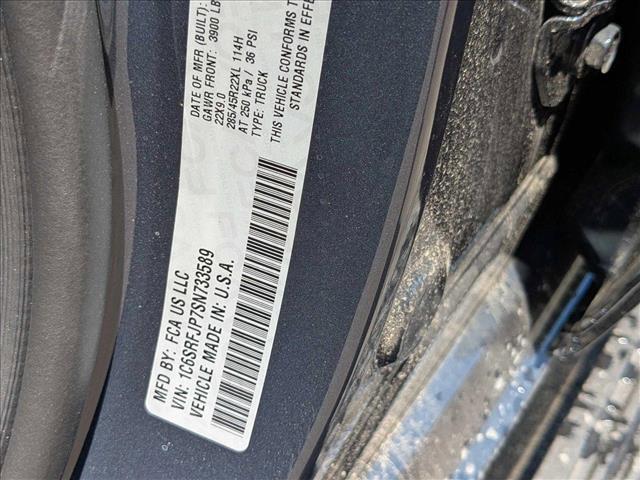 MFD BY: FCA US LLC
VIN: 1C6SRFJP7SN733589
VEHICLE MADE IN: U.S.A.
DATE OF MFR (BUILT):
GAWR FRONT: 3900 LB
22X9.0
285/45R22XL 114H
AT 250 kPa / 36 PSI
TYPE: TRUCK
THIS VEHICLE CONFORMS
STANDARDS IN